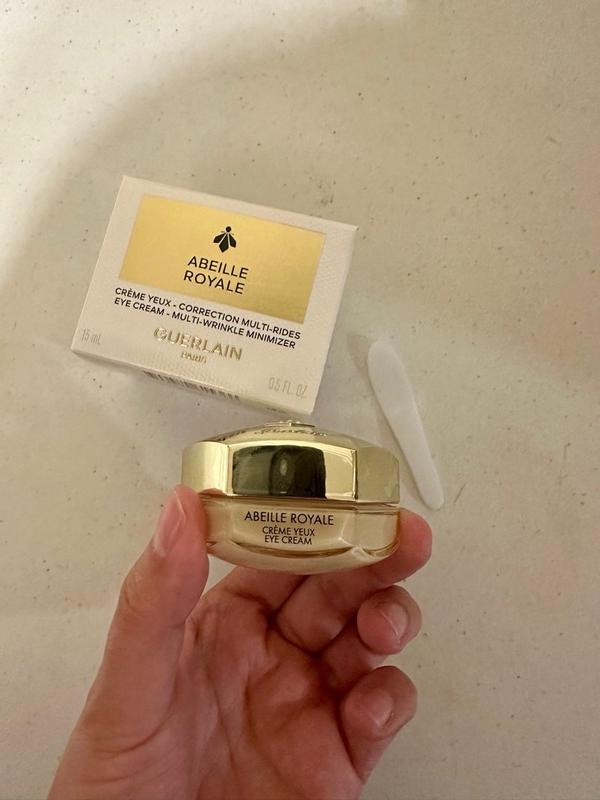 ABEILLE
ROYALE
CRÈME YEUX - CORRECTION MULTI-RIDES
EYE CREAM - MULTI-WRINKLE MINIMIZER
GUERLAIN
PARIS
15 mL
0.5 FL.OZ.
ABEILLE ROYALE
CRÈME YEUX
EYE CREAM